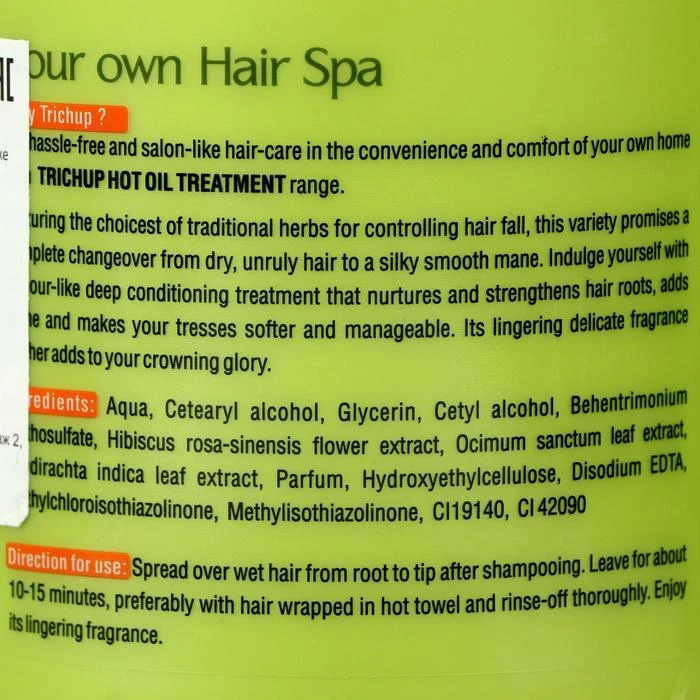 our own Hair Spa
y Trichup ?
hassle-free and salon-like hair-care in the convenience and comfort of your own home
TRICHUP HOT OIL TREATMENT range.
uring the choicest of traditional herbs for controlling hair fall, this variety promises a
plete changeover from dry, unruly hair to a silky smooth mane. Indulge yourself with
our-like deep conditioning treatment that nurtures and strengthens hair roots, adds
e and makes your tresses softer and manageable. Its lingering delicate fragrance
her adds to your crowning glory.
redients: Aqua, Cetearyl alcohol, Glycerin, Cetyl alcohol, Behentrimonium
hosulfate, Hibiscus rosa-sinensis flower extract, Ocimum sanctum leaf extract,
dirachta indica leaf extract, Parfum, Hydroxyethylcellulose, Disodium EDTA,
hylchloroisothiazolinone, Methylisothiazolinone, CI19140, CI 42090
Direction for use: Spread over wet hair from root to tip after shampooing. Leave for about
10-15 minutes, preferably with hair wrapped in hot towel and rinse-off thoroughly. Enjoy
its lingering fragrance.